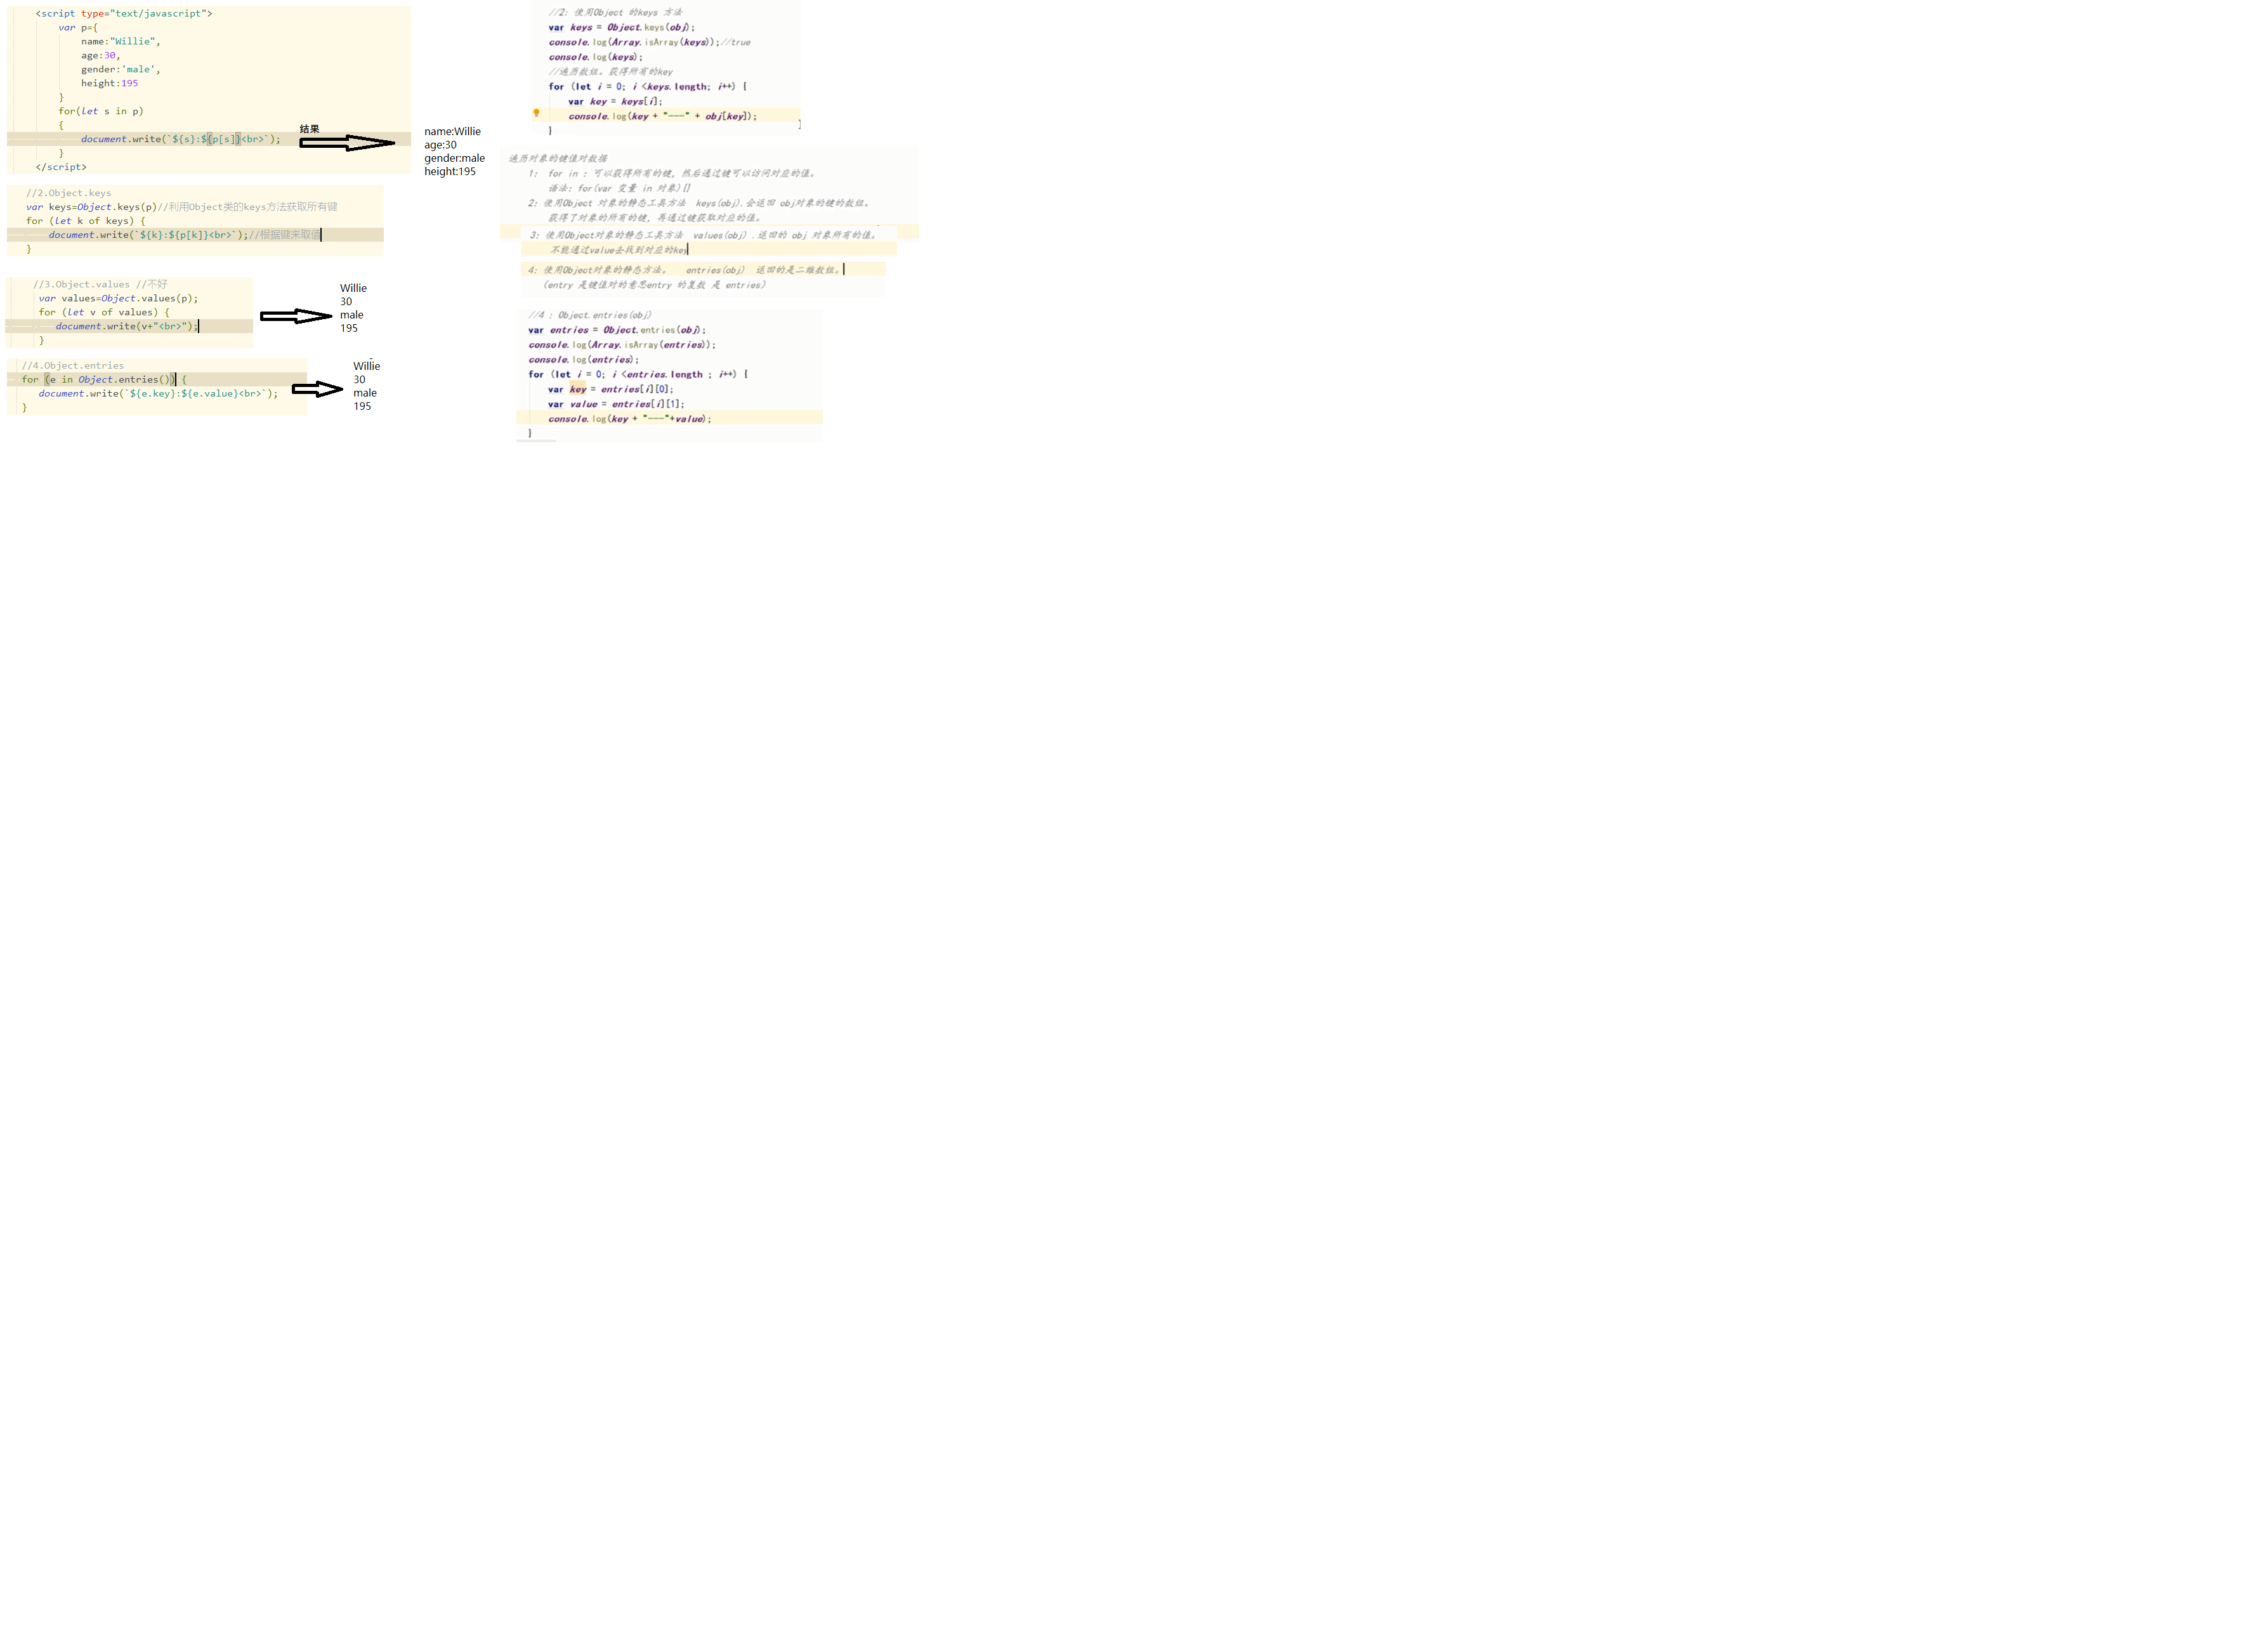 <script type="text/javascript">
var p={
name:"Willie",
age:30,
gender:'male',
height:195
}
for(let s in p)
{
document.write(`${s}:${p[s]}<br>`);
}
</script>
结果
name:Willie
age:30
gender:male
height:195
//2.Object.keys
var keys=Object.keys(p)//利用Object类的keys方法获取所有键
for (let k of keys) {
document.write(`${k}:${p[k]}<br>`);//根据键来取值
}
//3.Object.values //不好
var values=Object.values(p);
for (let v of values) {
document.write(v+"<br>");
}
Willie
30
male
195
//4.Object.entries
for (e in Object.entries()) {
document.write(`${e.key}:${e.value}<br>`);
}
Willie
30
male
195
//2: 使用Object 的keys 方法
var keys = Object.keys(obj);
console.log(Array.isArray(keys));//true
console.log(keys);
//遍历数组。获得所有的key
for (let i = 0; i <keys.length; i++) {
var key = keys[i];
console.log(key + "---" + obj[key]);
}
遍历对象的键值对数据
1: for in : 可以获得所有的键，然后通过键可以访问对应的值。
语法: for(var 变量 in 对象){}
2: 使用Object 对象的静态工具方法 keys(obj).会返回 obj对象的键的数组。
获得了对象的所有的键，再通过键获取对应的值。
3: 使用Object对象的静态工具方法 values(obj) .返回的 obj 对象所有的值。
不能通过value去找到对应的key
4: 使用Object对象的静态方法。 entries(obj) 返回的是二维数组。
(entry 是键值对的意思entry 的复数 是 entries)
//4 : Object.entries(obj)
var entries = Object.entries(obj);
console.log(Array.isArray(entries));
console.log(entries);
for (let i = 0; i <entries.length ; i++) {
var key = entries[i][0];
var value = entries[i][1];
console.log(key + "---"+value);
}